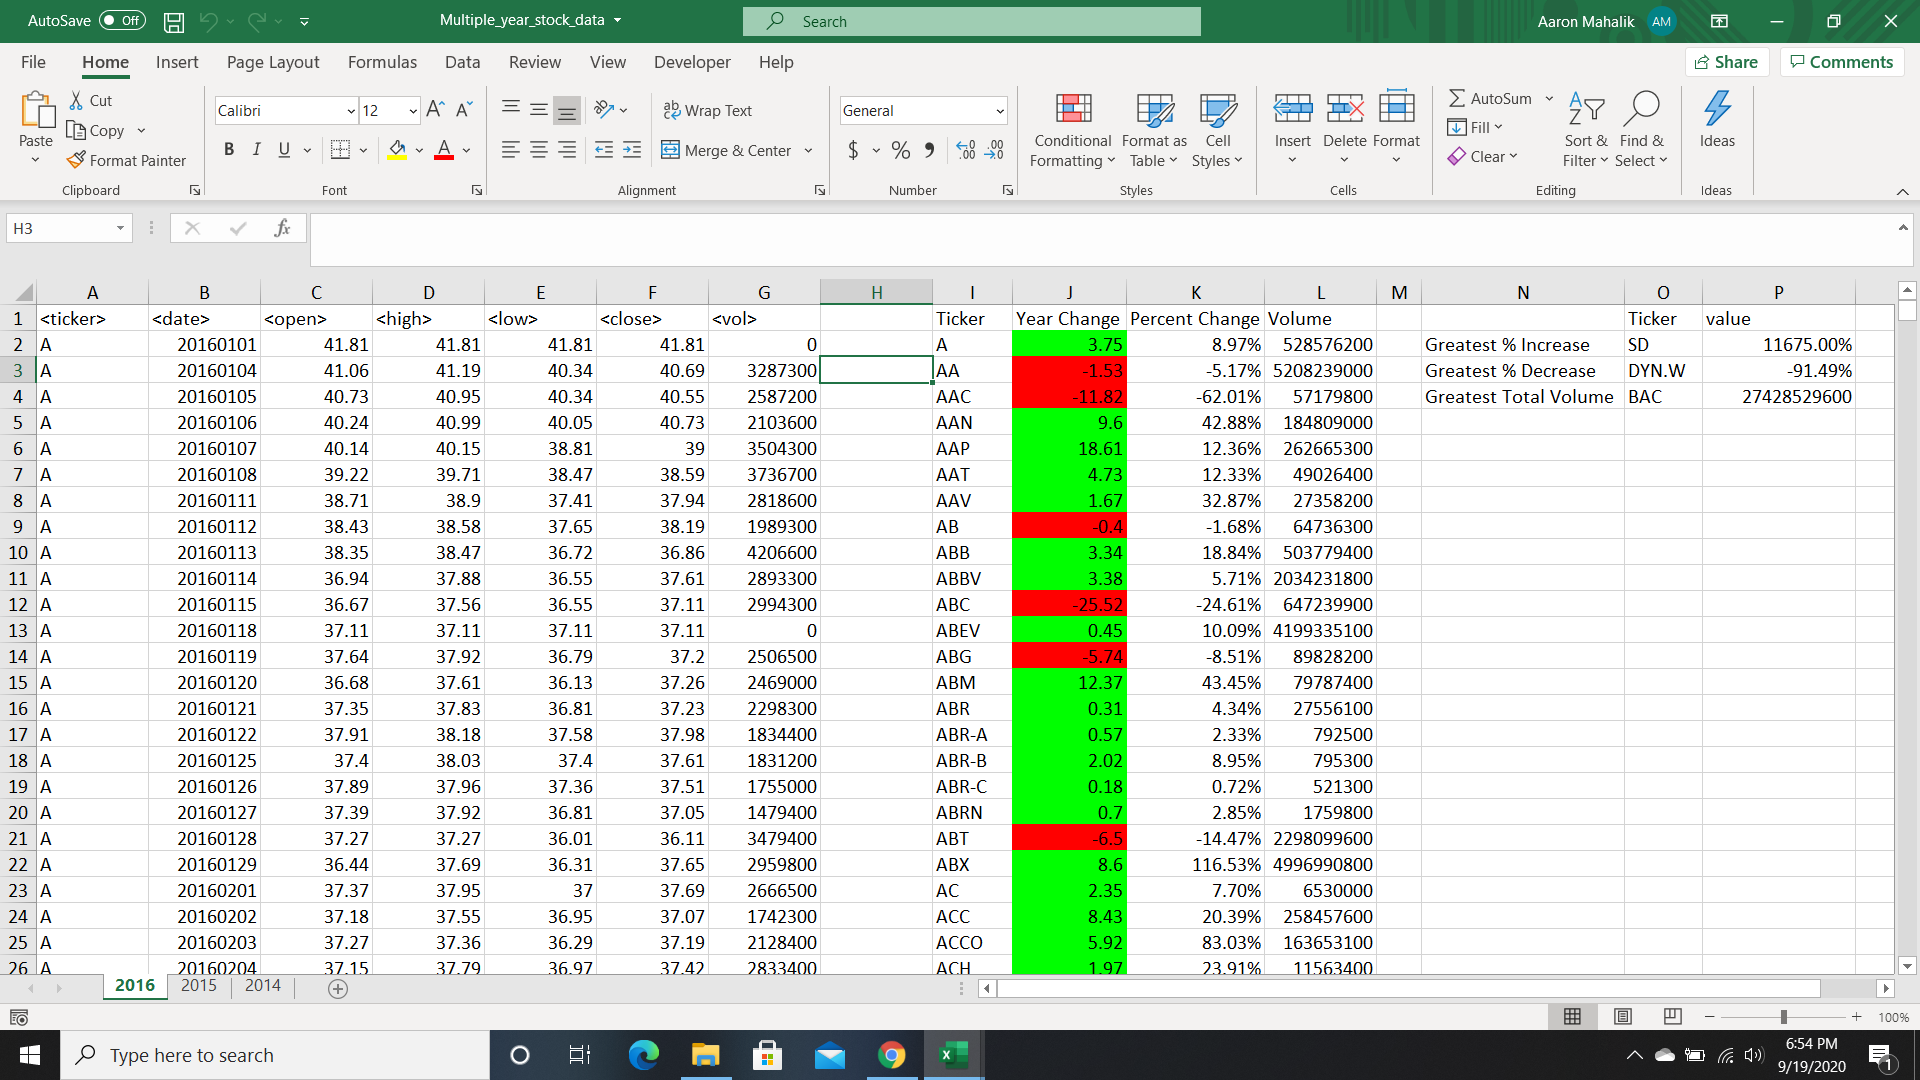 AutoSave Off Multiple_year_stock_data Search Aaron Mahalik AM
File Home Insert Page Layout Formulas Data Review View Developer Help Share Comments
Cut
Copy
Format Painter
Paste
Clipboard
Calibri 12 A A
B I U A
Font
ab Wrap Text
Merge & Center
Alignment
General
$ % 9 .00 .00
Number
Conditional Formatting
Format as Table
Cell Styles
Styles
Insert Delete Format
Cells
AutoSum
Fill
Clear
Sort & Filter
Find & Select
Editing
Ideas
Ideas
H3 fx
A B C D E F G H I J K L M N O P
1 <ticker> <date> <open> <high> <low> <close> <vol> Ticker Year Change Percent Change Volume Ticker value
2 A 20160101 41.81 41.81 41.81 41.81 0 A 3.75 8.97% 528576200 Greatest % Increase SD 11675.00%
3 A 20160104 41.06 41.19 40.34 40.69 3287300 AA -1.53 -5.17% 5208239000 Greatest % Decrease DYN.W -91.49%
4 A 20160105 40.73 40.95 40.34 40.55 2587200 AAC -11.82 -62.01% 57179800 Greatest Total Volume BAC 27428529600
5 A 20160106 40.24 40.99 40.05 40.73 2103600 AAN 9.6 42.88% 184809000
6 A 20160107 40.14 40.15 38.81 39 3504300 AAP 18.61 12.36% 262665300
7 A 20160108 39.22 39.71 38.47 38.59 3736700 AAT 4.73 12.33% 49026400
8 A 20160111 38.71 38.9 37.41 37.94 2818600 AAV 1.67 32.87% 27358200
9 A 20160112 38.43 38.58 37.65 38.19 1989300 AB -0.4 -1.68% 64736300
10 A 20160113 38.35 38.47 36.72 36.86 4206600 ABB 3.34 18.84% 503779400
11 A 20160114 36.94 37.88 36.55 37.61 2893300 ABBV 3.38 5.71% 2034231800
12 A 20160115 36.67 37.56 36.55 37.11 2994300 ABC -25.52 -24.61% 647239900
13 A 20160118 37.11 37.11 37.11 37.11 0 ABEV 0.45 10.09% 4199335100
14 A 20160119 37.64 37.92 36.79 37.2 2506500 ABG -5.74 -8.51% 89828200
15 A 20160120 36.68 37.61 36.13 37.26 2469000 ABM 12.37 43.45% 79787400
16 A 20160121 37.35 37.83 36.81 37.23 2298300 ABR 0.31 4.34% 27556100
17 A 20160122 37.91 38.18 37.58 37.98 1834400 ABR-A 0.57 2.33% 792500
18 A 20160125 37.4 38.03 37.4 37.61 1831200 ABR-B 2.02 8.95% 795300
19 A 20160126 37.89 37.96 37.36 37.51 1755000 ABR-C 0.18 0.72% 521300
20 A 20160127 37.39 37.92 36.81 37.05 1479400 ABRN 0.7 2.85% 1759800
21 A 20160128 37.27 37.27 36.01 36.11 3479400 ABT -6.5 -14.47% 2298099600
22 A 20160129 36.44 37.69 36.31 37.65 2959800 ABX 8.6 116.53% 4996990800
23 A 20160201 37.37 37.95 37 37.69 2666500 AC 2.35 7.70% 6530000
24 A 20160202 37.18 37.55 36.95 37.07 1742300 ACC 8.43 20.39% 258457600
25 A 20160203 37.27 37.36 36.29 37.19 2128400 ACCO 5.92 83.03% 163653100
26 A 20160204 37.15 37.79 36.97 37.42 2833400 ACH 1.97 23.91% 11563400
2016 2015 2014
100%
Type here to search
6:54 PM
9/19/2020
1